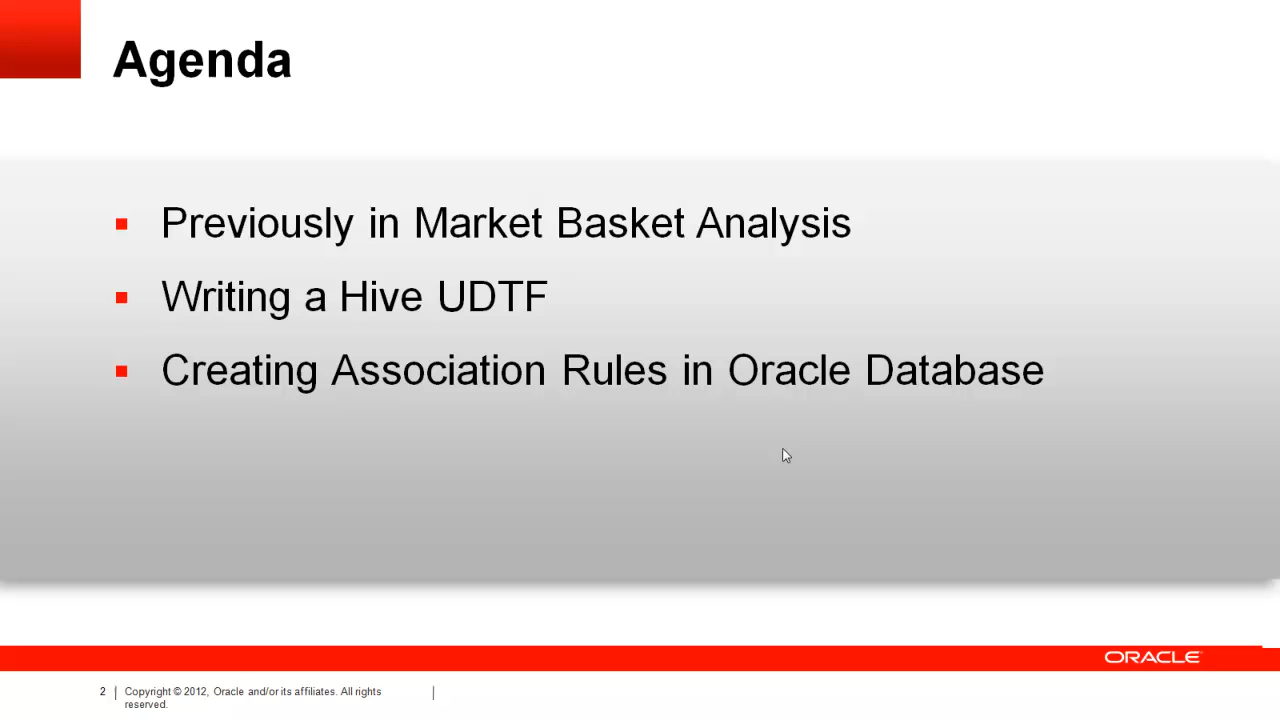 Agenda
Previously in Market Basket Analysis
Writing a Hive UDTF
Creating Association Rules in Oracle Database
ORACLE
2
Copyright © 2012, Oracle and/or its affiliates. All rights
reserved.